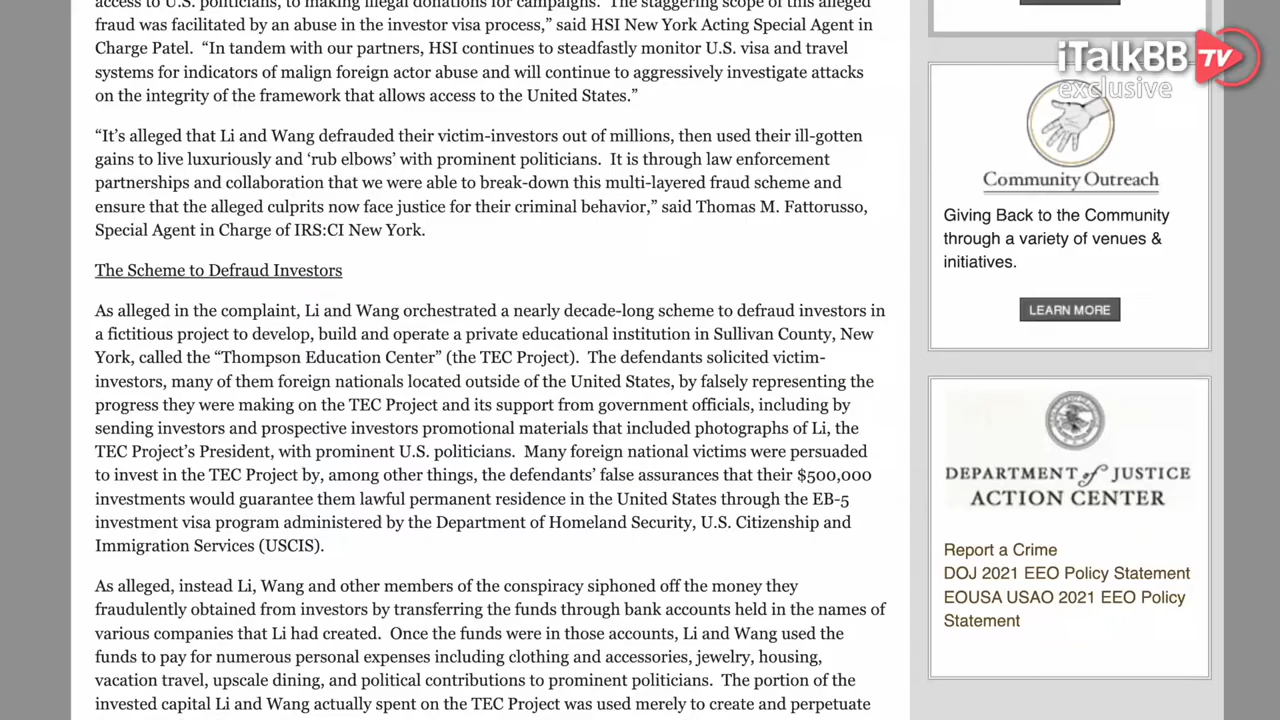 access to U.S. politicians, to making illegal donations for campaigns.  The staggering scope of this alleged
fraud was facilitated by an abuse in the investor visa process,” said HSI New York Acting Special Agent in
Charge Patel.  “In tandem with our partners, HSI continues to steadfastly monitor U.S. visa and travel
systems for indicators of malign foreign actor abuse and will continue to aggressively investigate attacks
on the integrity of the framework that allows access to the United States.”
“It’s alleged that Li and Wang defrauded their victim-investors out of millions, then used their ill-gotten
gains to live luxuriously and ‘rub elbows’ with prominent politicians.  It is through law enforcement
partnerships and collaboration that we were able to break-down this multi-layered fraud scheme and
ensure that the alleged culprits now face justice for their criminal behavior,” said Thomas M. Fattorusso,
Special Agent in Charge of IRS:CI New York.
The Scheme to Defraud Investors
As alleged in the complaint, Li and Wang orchestrated a nearly decade-long scheme to defraud investors in
a fictitious project to develop, build and operate a private educational institution in Sullivan County, New
York, called the “Thompson Education Center” (the TEC Project).  The defendants solicited victim-
investors, many of them foreign nationals located outside of the United States, by falsely representing the
progress they were making on the TEC Project and its support from government officials, including by
sending investors and prospective investors promotional materials that included photographs of Li, the
TEC Project’s President, with prominent U.S. politicians.  Many foreign national victims were persuaded
to invest in the TEC Project by, among other things, the defendants’ false assurances that their $500,000
investments would guarantee them lawful permanent residence in the United States through the EB-5
investment visa program administered by the Department of Homeland Security, U.S. Citizenship and
Immigration Services (USCIS).
As alleged, instead Li, Wang and other members of the conspiracy siphoned off the money they
fraudulently obtained from investors by transferring the funds through bank accounts held in the names of
various companies that Li had created.  Once the funds were in those accounts, Li and Wang used the
funds to pay for numerous personal expenses including clothing and accessories, jewelry, housing,
vacation travel, upscale dining, and political contributions to prominent politicians.  The portion of the
invested capital Li and Wang actually spent on the TEC Project was used merely to create and perpetuate
iTalkBB TV
exclusive
Community Outreach
Giving Back to the Community
through a variety of venues &
initiatives.
LEARN MORE
DEPARTMENT of JUSTICE
ACTION CENTER
Report a Crime
DOJ 2021 EEO Policy Statement
EOUSA USAO 2021 EEO Policy
Statement